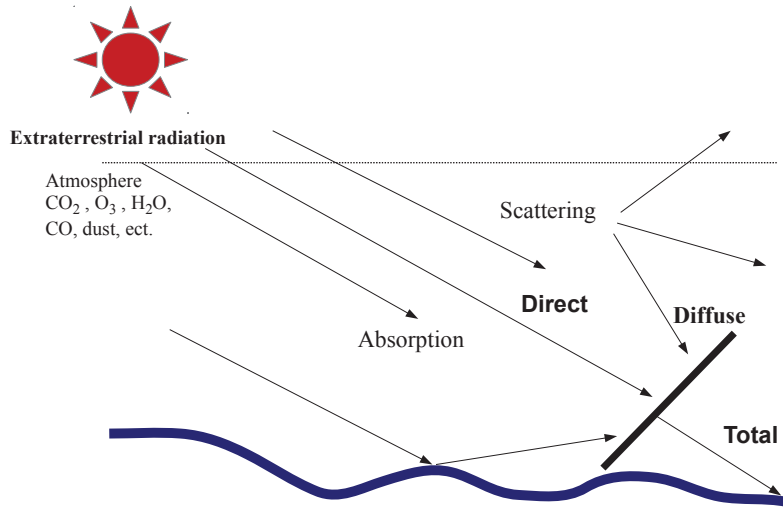 Extraterrestrial radiation
Atmosphere
CO2 , O3 , H2O,
CO, dust, ect.
Scattering
Direct
Diffuse
Absorption
Total